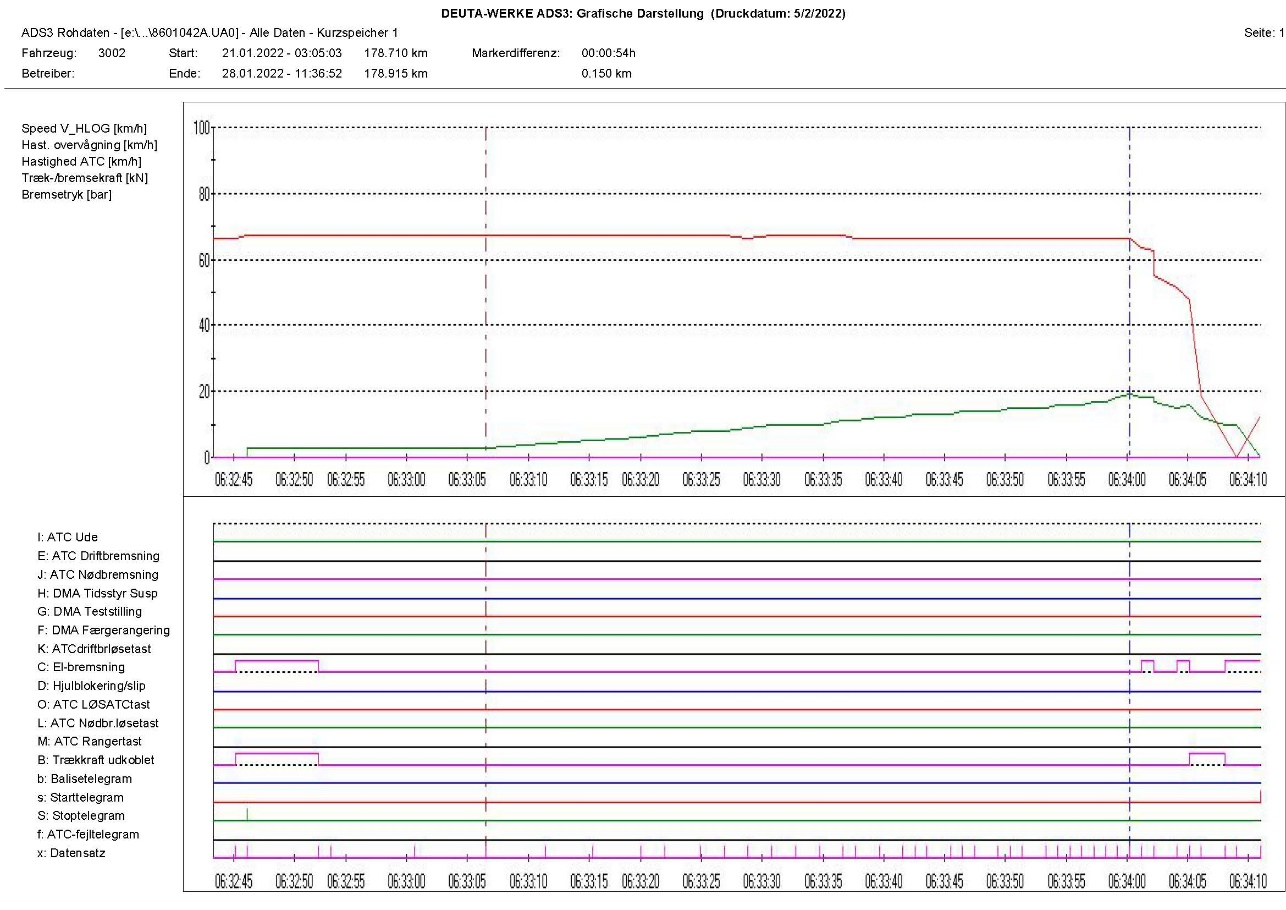 DEUTA-WERKE ADS3: Grafische Darstellung (Druckdatum: 5/2/2022)
ADS3 Rohdaten - [e:\...\8601042A.UA0] - Alle Daten - Kurzspeicher 1 Seite: 1
Fahrzeug: 3002 Start: 21.01.2022 - 03:05:03 178.710 km Markerdifferenz: 00:00:54h
Betreiber: Ende: 28.01.2022 - 11:36:52 178.915 km 0.150 km
Speed V_HLOG [km/h]
Hast. overvågning [km/h]
Hastighed ATC [km/h]
Træk-/bremsekraft [kN]
Bremsetryk [bar]
100
80
60
40
20
0
06:32:45 06:32:50 06:32:55 06:33:00 06:33:05 06:33:10 06:33:15 06:33:20 06:33:25 06:33:30 06:33:35 06:33:40 06:33:45 06:33:50 06:33:55 06:34:00 06:34:05 06:34:10
I: ATC Ude
E: ATC Driftbremsning
J: ATC Nødbremsning
H: DMA Tidsstyr Susp
G: DMA Teststilling
F: DMA Færgerangering
K: ATCdriftbrløsetast
C: El-bremsning
D: Hjulblokering/slip
O: ATC LØSATCtast
L: ATC Nødbr.løsetast
M: ATC Rangertast
B: Trækkraft udkoblet
b: Balisetelegram
s: Starttelegram
S: Stoptelegram
f: ATC-fejltelegram
x: Datensatz
06:32:45 06:32:50 06:32:55 06:33:00 06:33:05 06:33:10 06:33:15 06:33:20 06:33:25 06:33:30 06:33:35 06:33:40 06:33:45 06:33:50 06:33:55 06:34:00 06:34:05 06:34:10